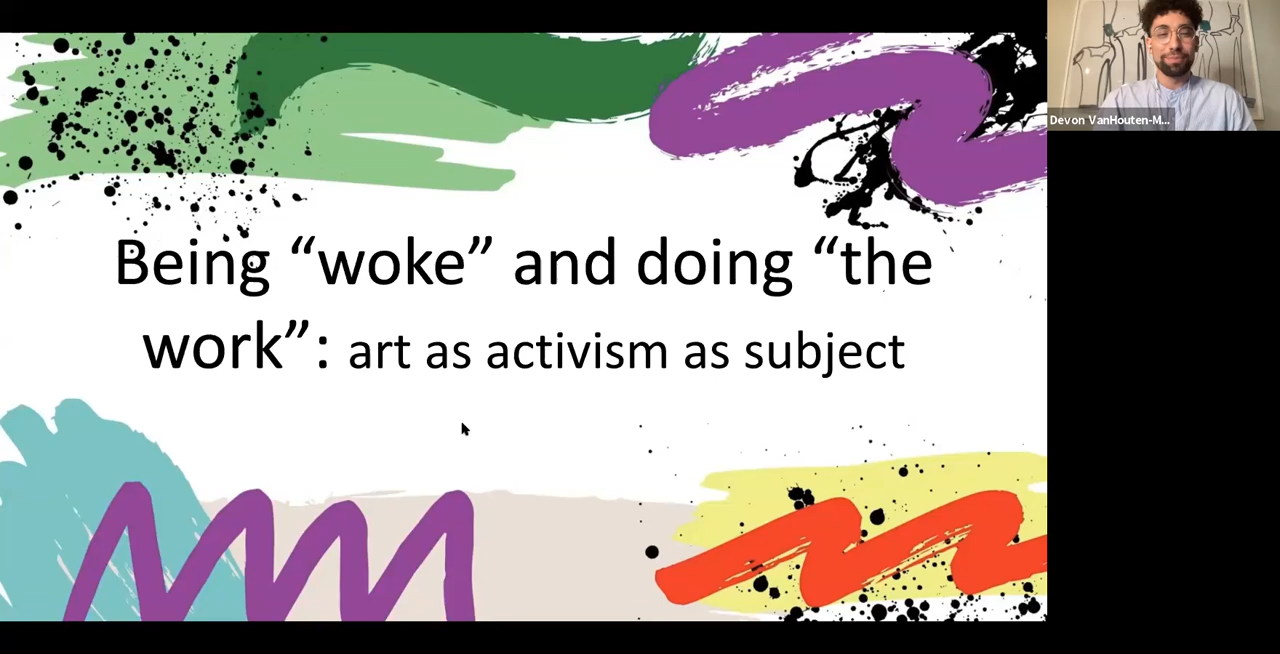 Being “woke” and doing “the
work”: art as activism as subject
Devon VanHouten-M...